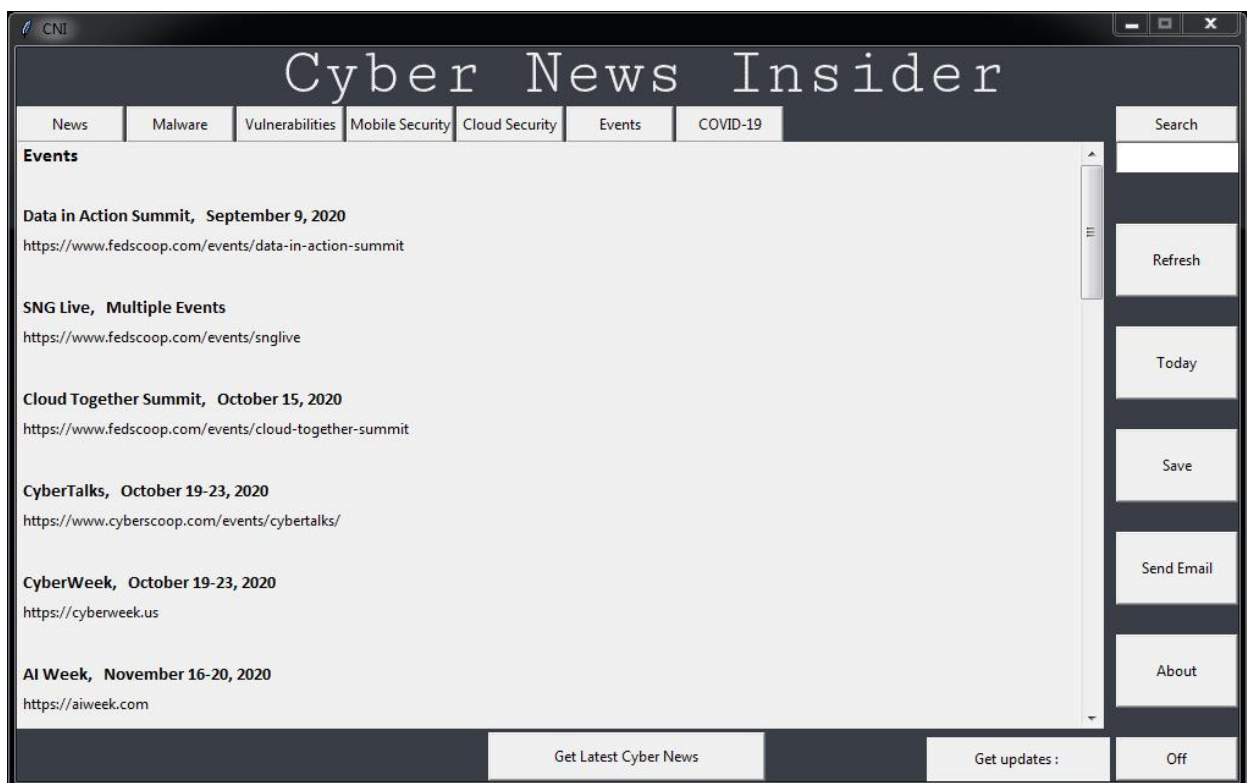 CNI
Cyber News Insider
News Malware Vulnerabilities Mobile Security Cloud Security Events COVID-19 Search
Events
Data in Action Summit, September 9, 2020
https://www.fedscoop.com/events/data-in-action-summit
Refresh
SNG Live, Multiple Events
https://www.fedscoop.com/events/snglive
Today
Cloud Together Summit, October 15, 2020
https://www.fedscoop.com/events/cloud-together-summit
Save
CyberTalks, October 19-23, 2020
https://www.cyberscoop.com/events/cybertalks/
Send Email
CyberWeek, October 19-23, 2020
https://cyberweek.us
About
AI Week, November 16-20, 2020
https://aiweek.com
Get Latest Cyber News Get updates : Off